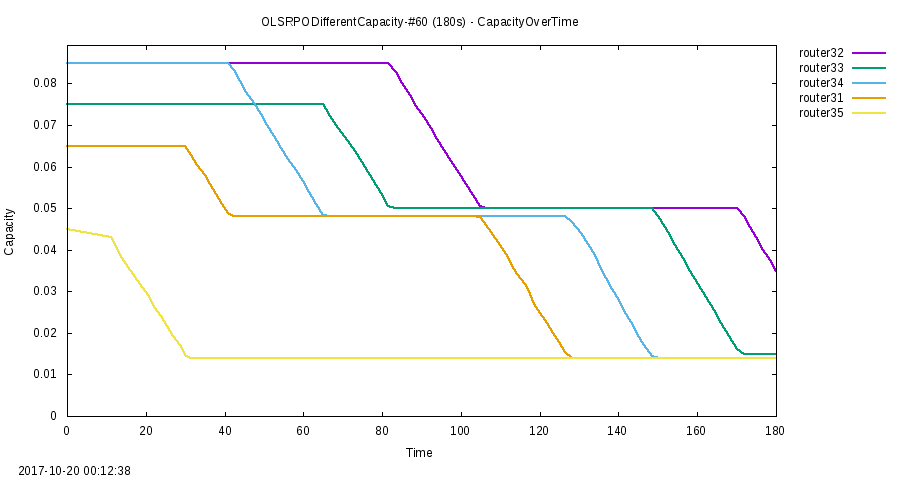 OLSRPODifferentCapacity-#60 (180s) - CapacityOverTime
router32
router33
router34
router31
router35
Capacity
0.08
0.07
0.06
0.05
0.04
0.03
0.02
0.01
0
0 20 40 60 80 100 120 140 160 180
Time
2017-10-20 00:12:38